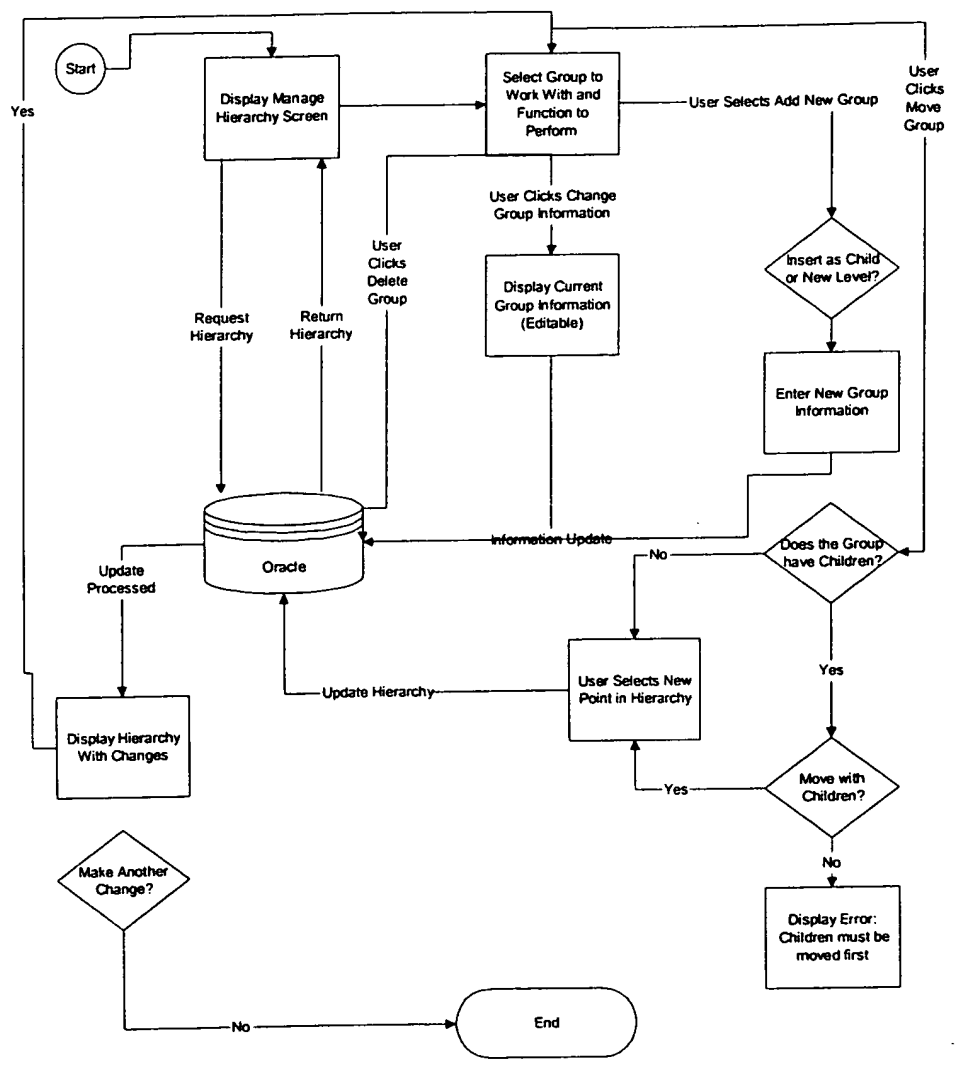 Start
Display Manage
Hierarchy Screen
Select Group to
Work With and
Function to
Perform
User Selects Add New Group
User
Clicks
Move
Group
Yes
User Clicks Change
Group Information
User
Clicks
Delete
Group
Insert as Child
or New Level?
Display Current
Group Information
(Editable)
Request
Hierarchy
Return
Hierarchy
Enter New Group
Information
Information Update
Does the Group
have Children?
No
Oracle
Update
Processed
Yes
User Selects New
Point in Hierarchy
Update Hierarchy
Display Hierarchy
With Changes
Move with
Children?
Yes
No
Make Another
Change?
Display Error:
Children must be
moved first
No
End